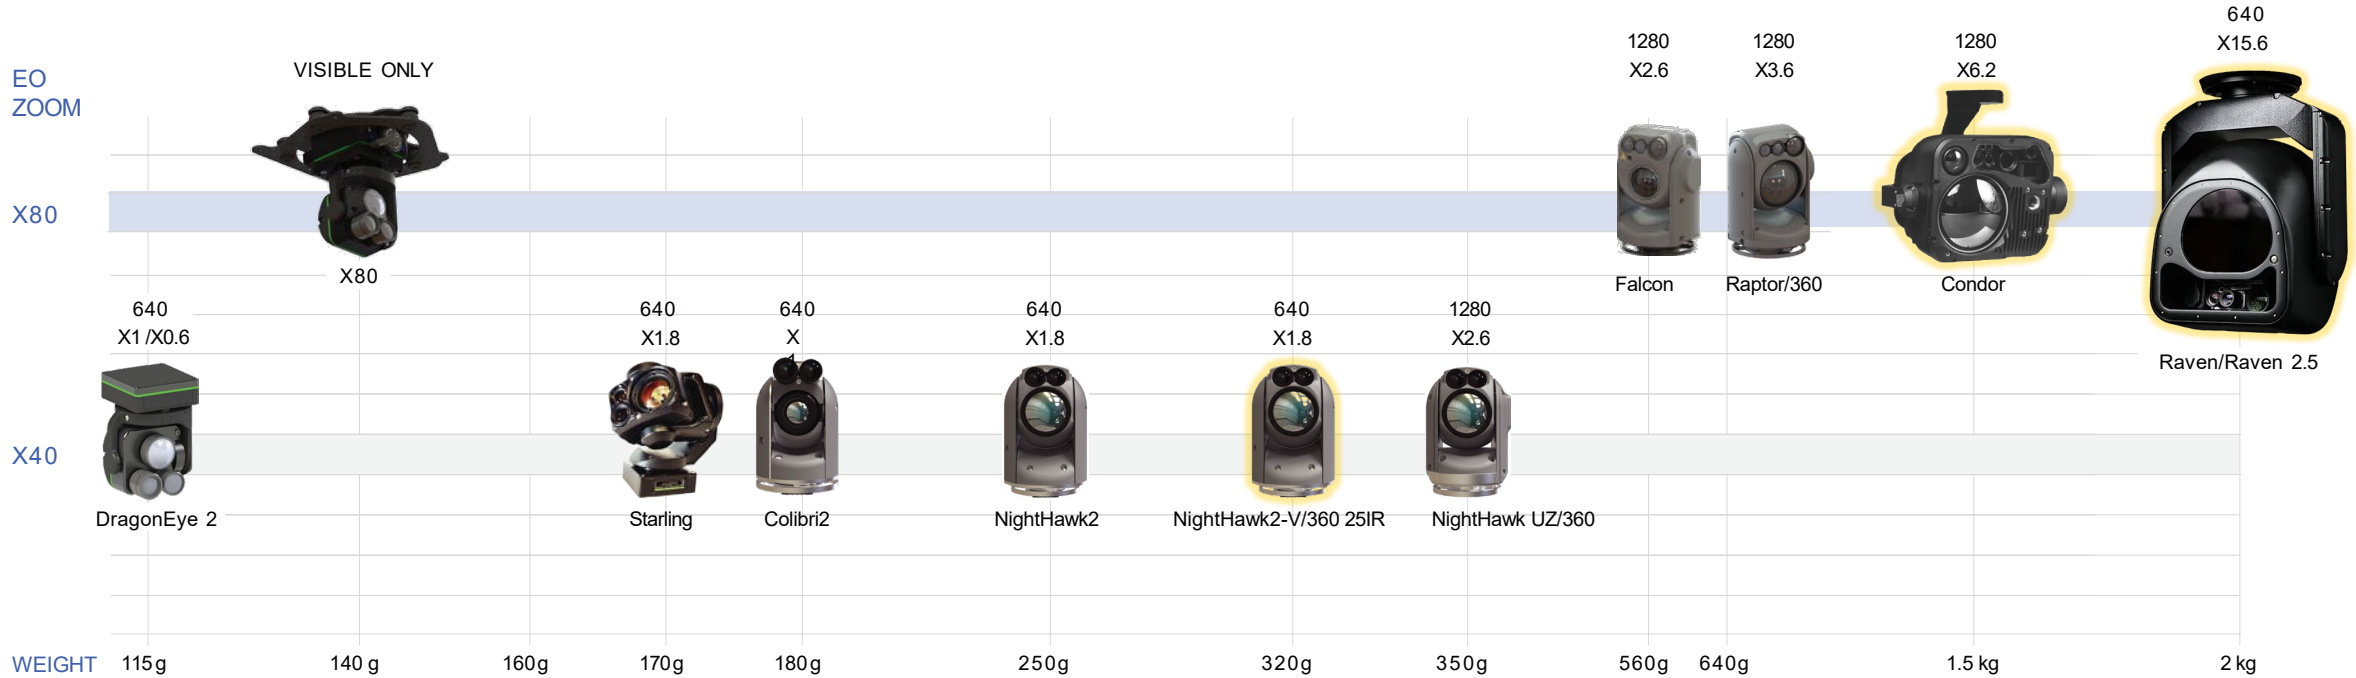 640
1280
1280
1280
X15.6
VISIBLE ONLY
X2.6
X3.6
X6.2
EO
ZOOM
X80
X80
Falcon
Raptor/360
Condor
640
640
640
640
640
1280
X1/X0.6
X1.8
X
1
X1.8
X1.8
X2.6
Raven/Raven 2.5
X40
DragonEye 2
Starling
Colibri2
NightHawk2
NightHawk2-V/360 25IR
NightHawk UZ/360
WEIGHT
115g
140 g
160g
170g
180g
250g
320g
350g
560g
640g
1.5 kg
2 kg